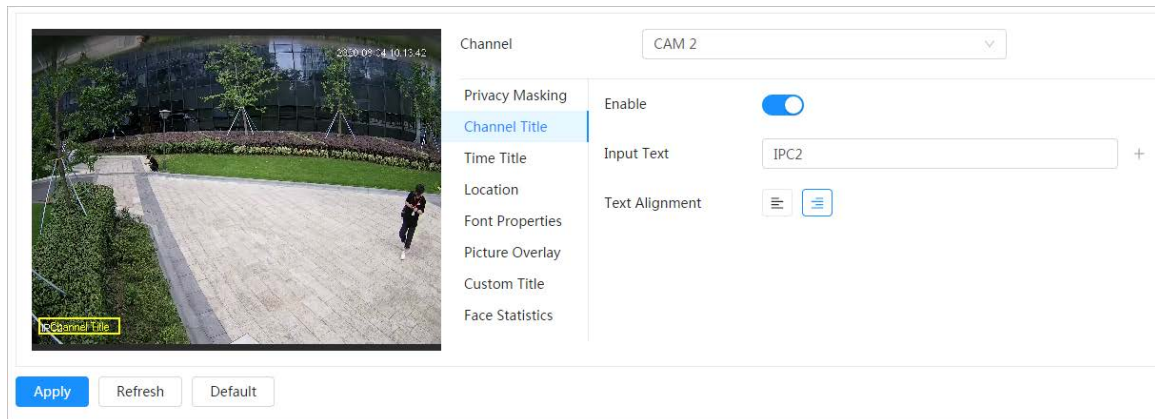 2020-09-04 10:13:42
Channel
CAM 2
Privacy Masking
Channel Title
Time Title
Location
Font Properties
Picture Overlay
Custom Title
Face Statistics
Enable
Input Text
IPC2
+
Text Alignment
IPChannel Title
Apply
Refresh
Default